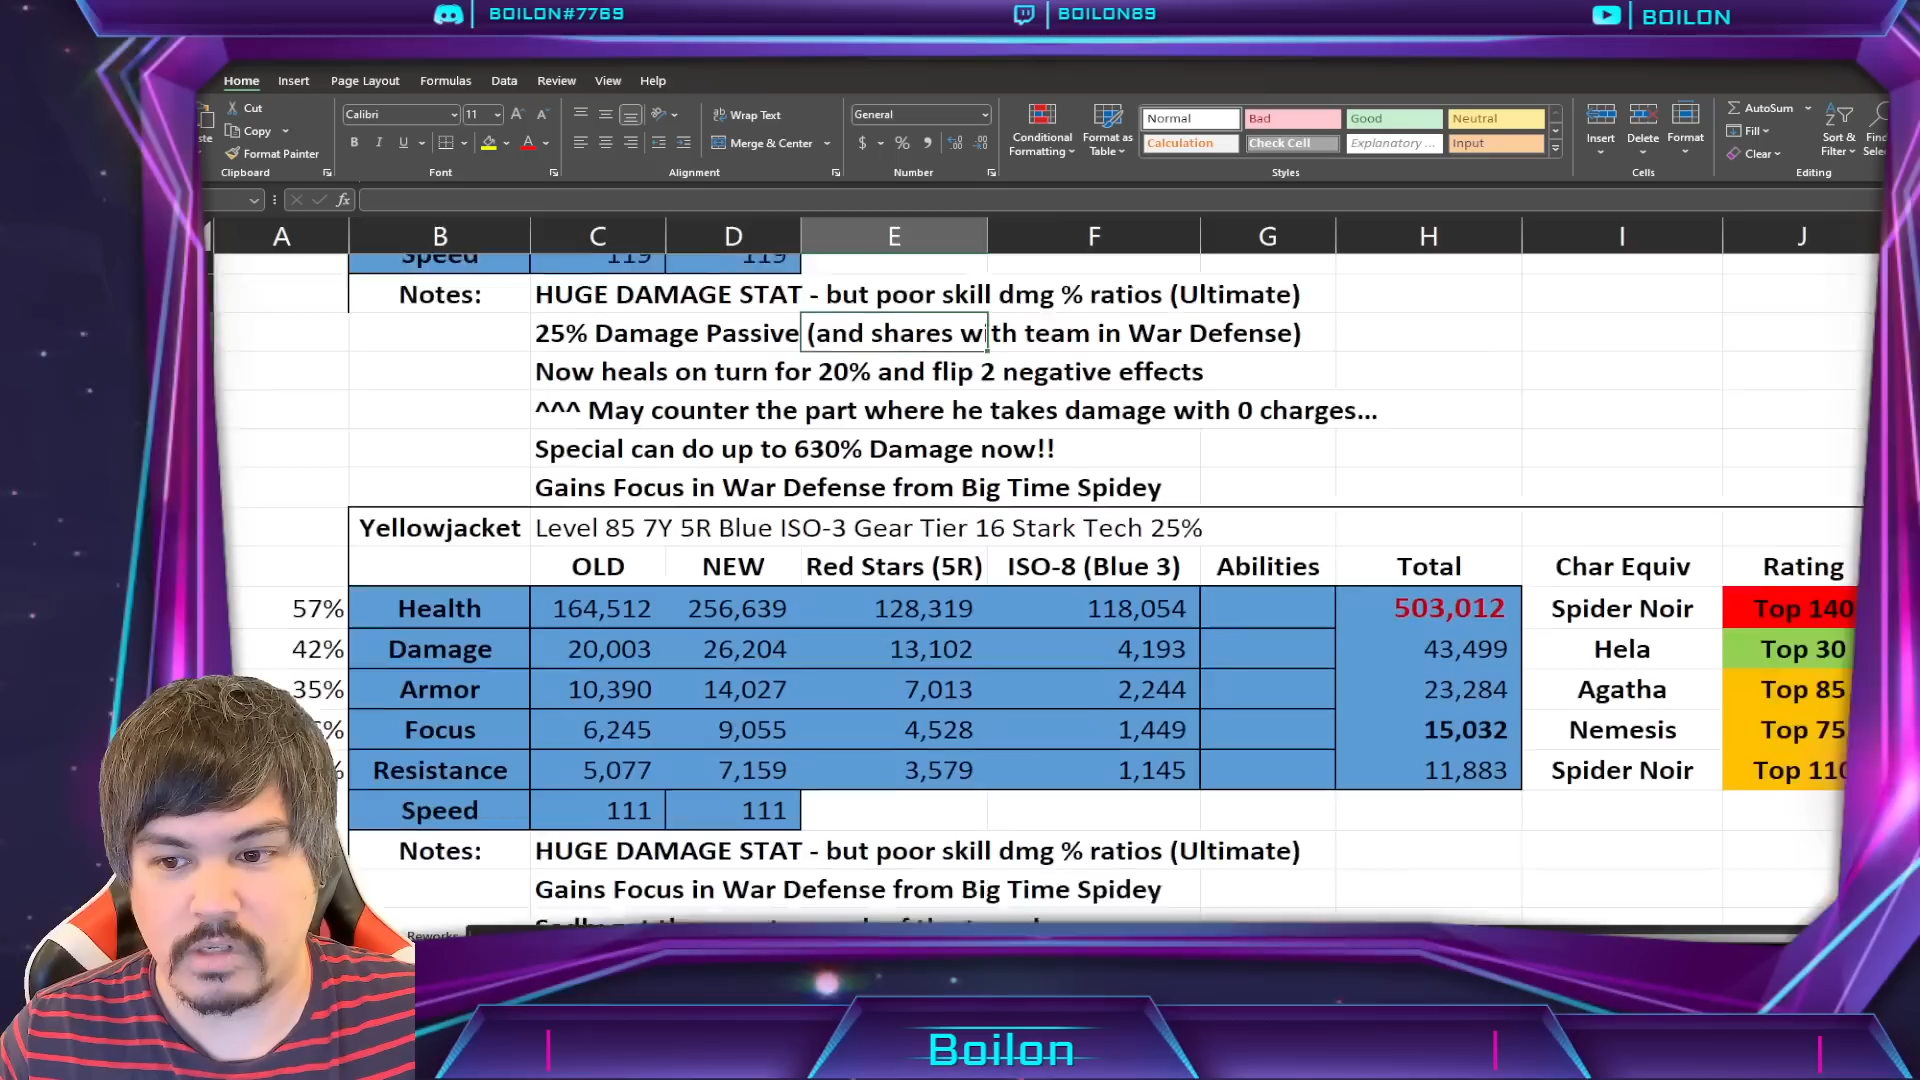 BOILON#7769 BOILON89 BOILON
Home Insert Page Layout Formulas Data Review View Help
Cut Calibri 11 Wrap Text General Normal Bad Good Neutral AutoSum
Copy Conditional Formatting Format as Table Insert Delete Format Fill Sort & Filter
Format Painter B I U Merge & Center $ % Calculation Check Cell Explanatory ... Input Clear
Clipboard Font Alignment Number Styles Cells Editing
fx
A B C D E F G H I J
Speed 119 119
Notes: HUGE DAMAGE STAT - but poor skill dmg % ratios (Ultimate)
25% Damage Passive (and shares with team in War Defense)
Now heals on turn for 20% and flip 2 negative effects
^^^ May counter the part where he takes damage with 0 charges...
Special can do up to 630% Damage now!!
Gains Focus in War Defense from Big Time Spidey
Yellowjacket Level 85 7Y 5R Blue ISO-3 Gear Tier 16 Stark Tech 25%
OLD NEW Red Stars (5R) ISO-8 (Blue 3) Abilities Total Char Equiv Rating
57% Health 164,512 256,639 128,319 118,054 503,012 Spider Noir Top 140
42% Damage 20,003 26,204 13,102 4,193 43,499 Hela Top 30
35% Armor 10,390 14,027 7,013 2,244 23,284 Agatha Top 85
Focus 6,245 9,055 4,528 1,449 15,032 Nemesis Top 75
Resistance 5,077 7,159 3,579 1,145 11,883 Spider Noir Top 110
Speed 111 111
Notes: HUGE DAMAGE STAT - but poor skill dmg % ratios (Ultimate)
Gains Focus in War Defense from Big Time Spidey
Reworks
Boilon